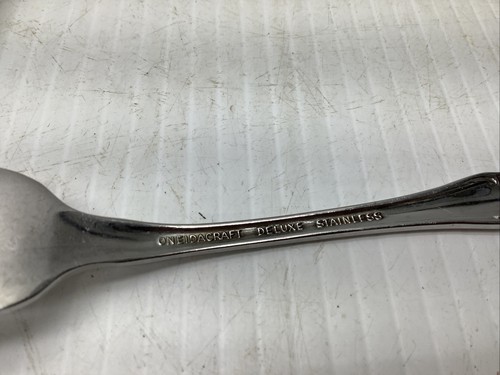 ONEIDACRAFT DELUXE STAINLESS